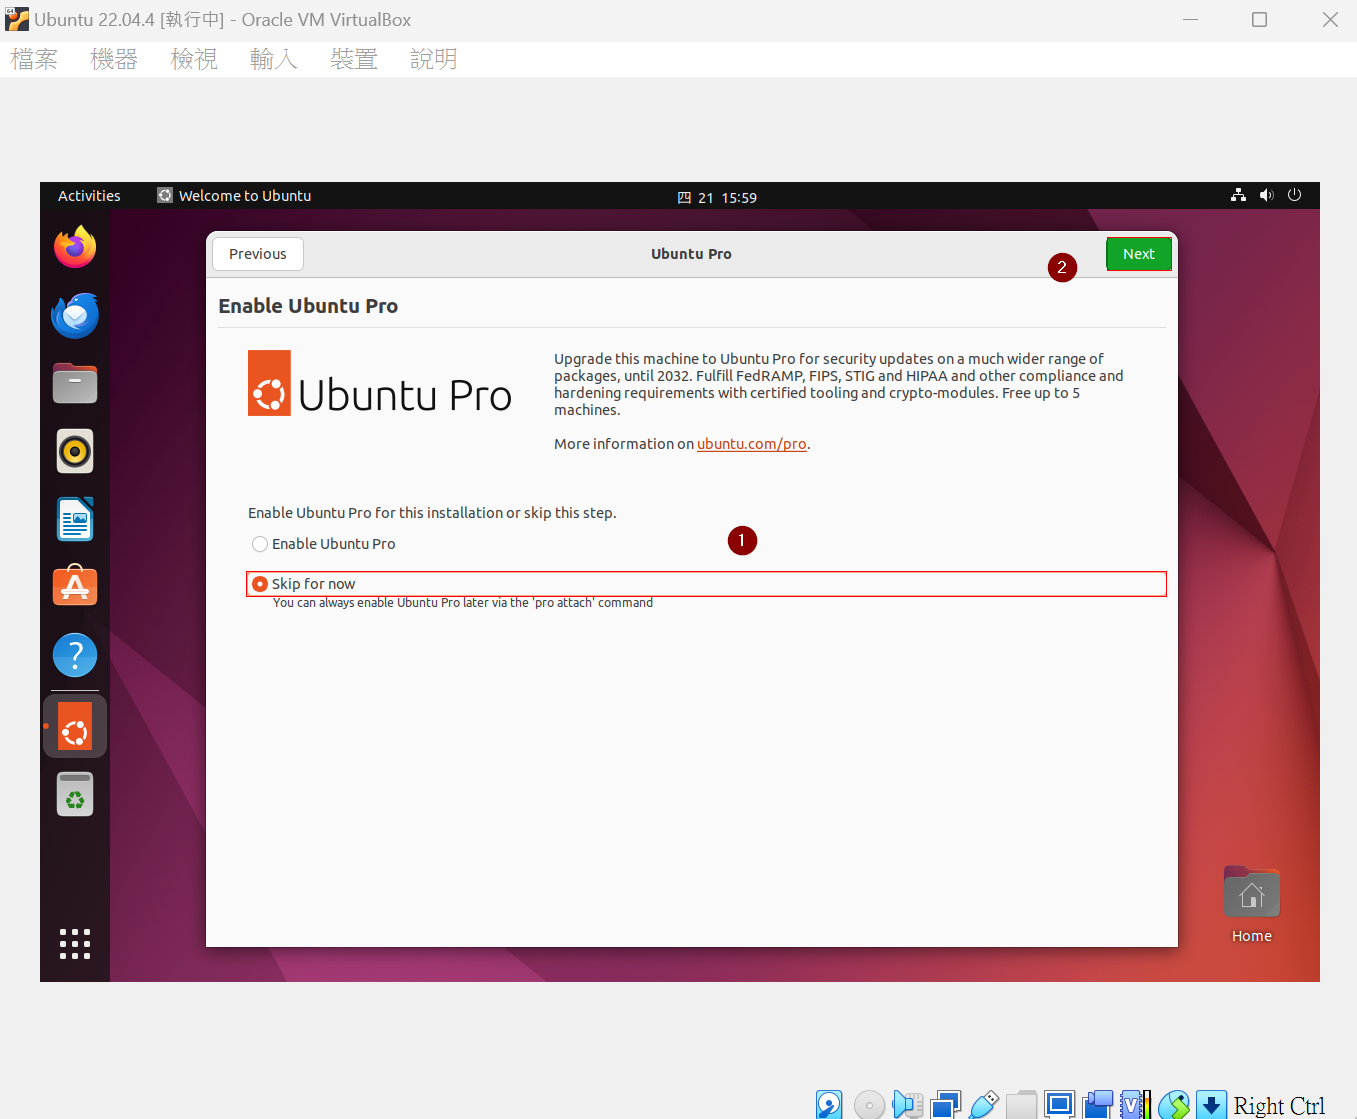 Ubuntu 22.04.4 [執行中] - Oracle VM VirtualBox
檔案 機器 檢視 輸入 裝置 說明
Activities Welcome to Ubuntu 四 21 15:59
Previous Ubuntu Pro 2 Next
Enable Ubuntu Pro
Ubuntu Pro
Upgrade this machine to Ubuntu Pro for security updates on a much wider range of
packages, until 2032. Fulfill FedRAMP, FIPS, STIG and HIPAA and other compliance and
hardening requirements with certified tooling and crypto-modules. Free up to 5
machines.
More information on ubuntu.com/pro.
Enable Ubuntu Pro for this installation or skip this step.
Enable Ubuntu Pro 1
Skip for now
You can always enable Ubuntu Pro later via the 'pro attach' command
Home
Right Ctrl